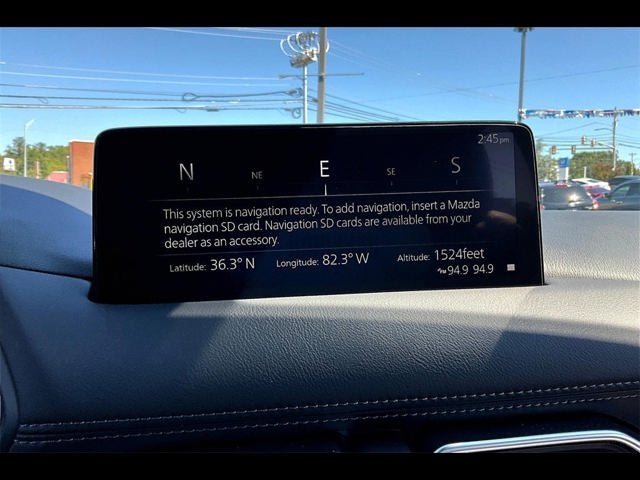 2:45 pm
N NE E SE S
This system is navigation ready. To add navigation, insert a Mazda
navigation SD card. Navigation SD cards are available from your
dealer as an accessory.
Latitude: 36.3° N Longitude: 82.3° W Altitude: 1524feet
94.9 94.9